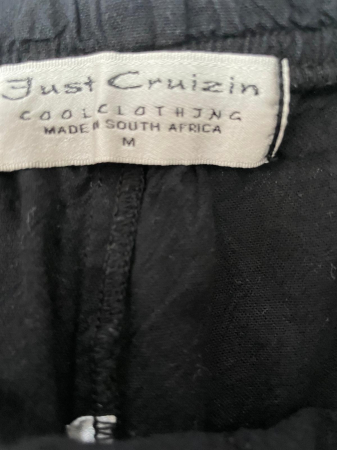 Just Cruizin
COOLCLOTHING
MADE IN SOUTH AFRICA
M